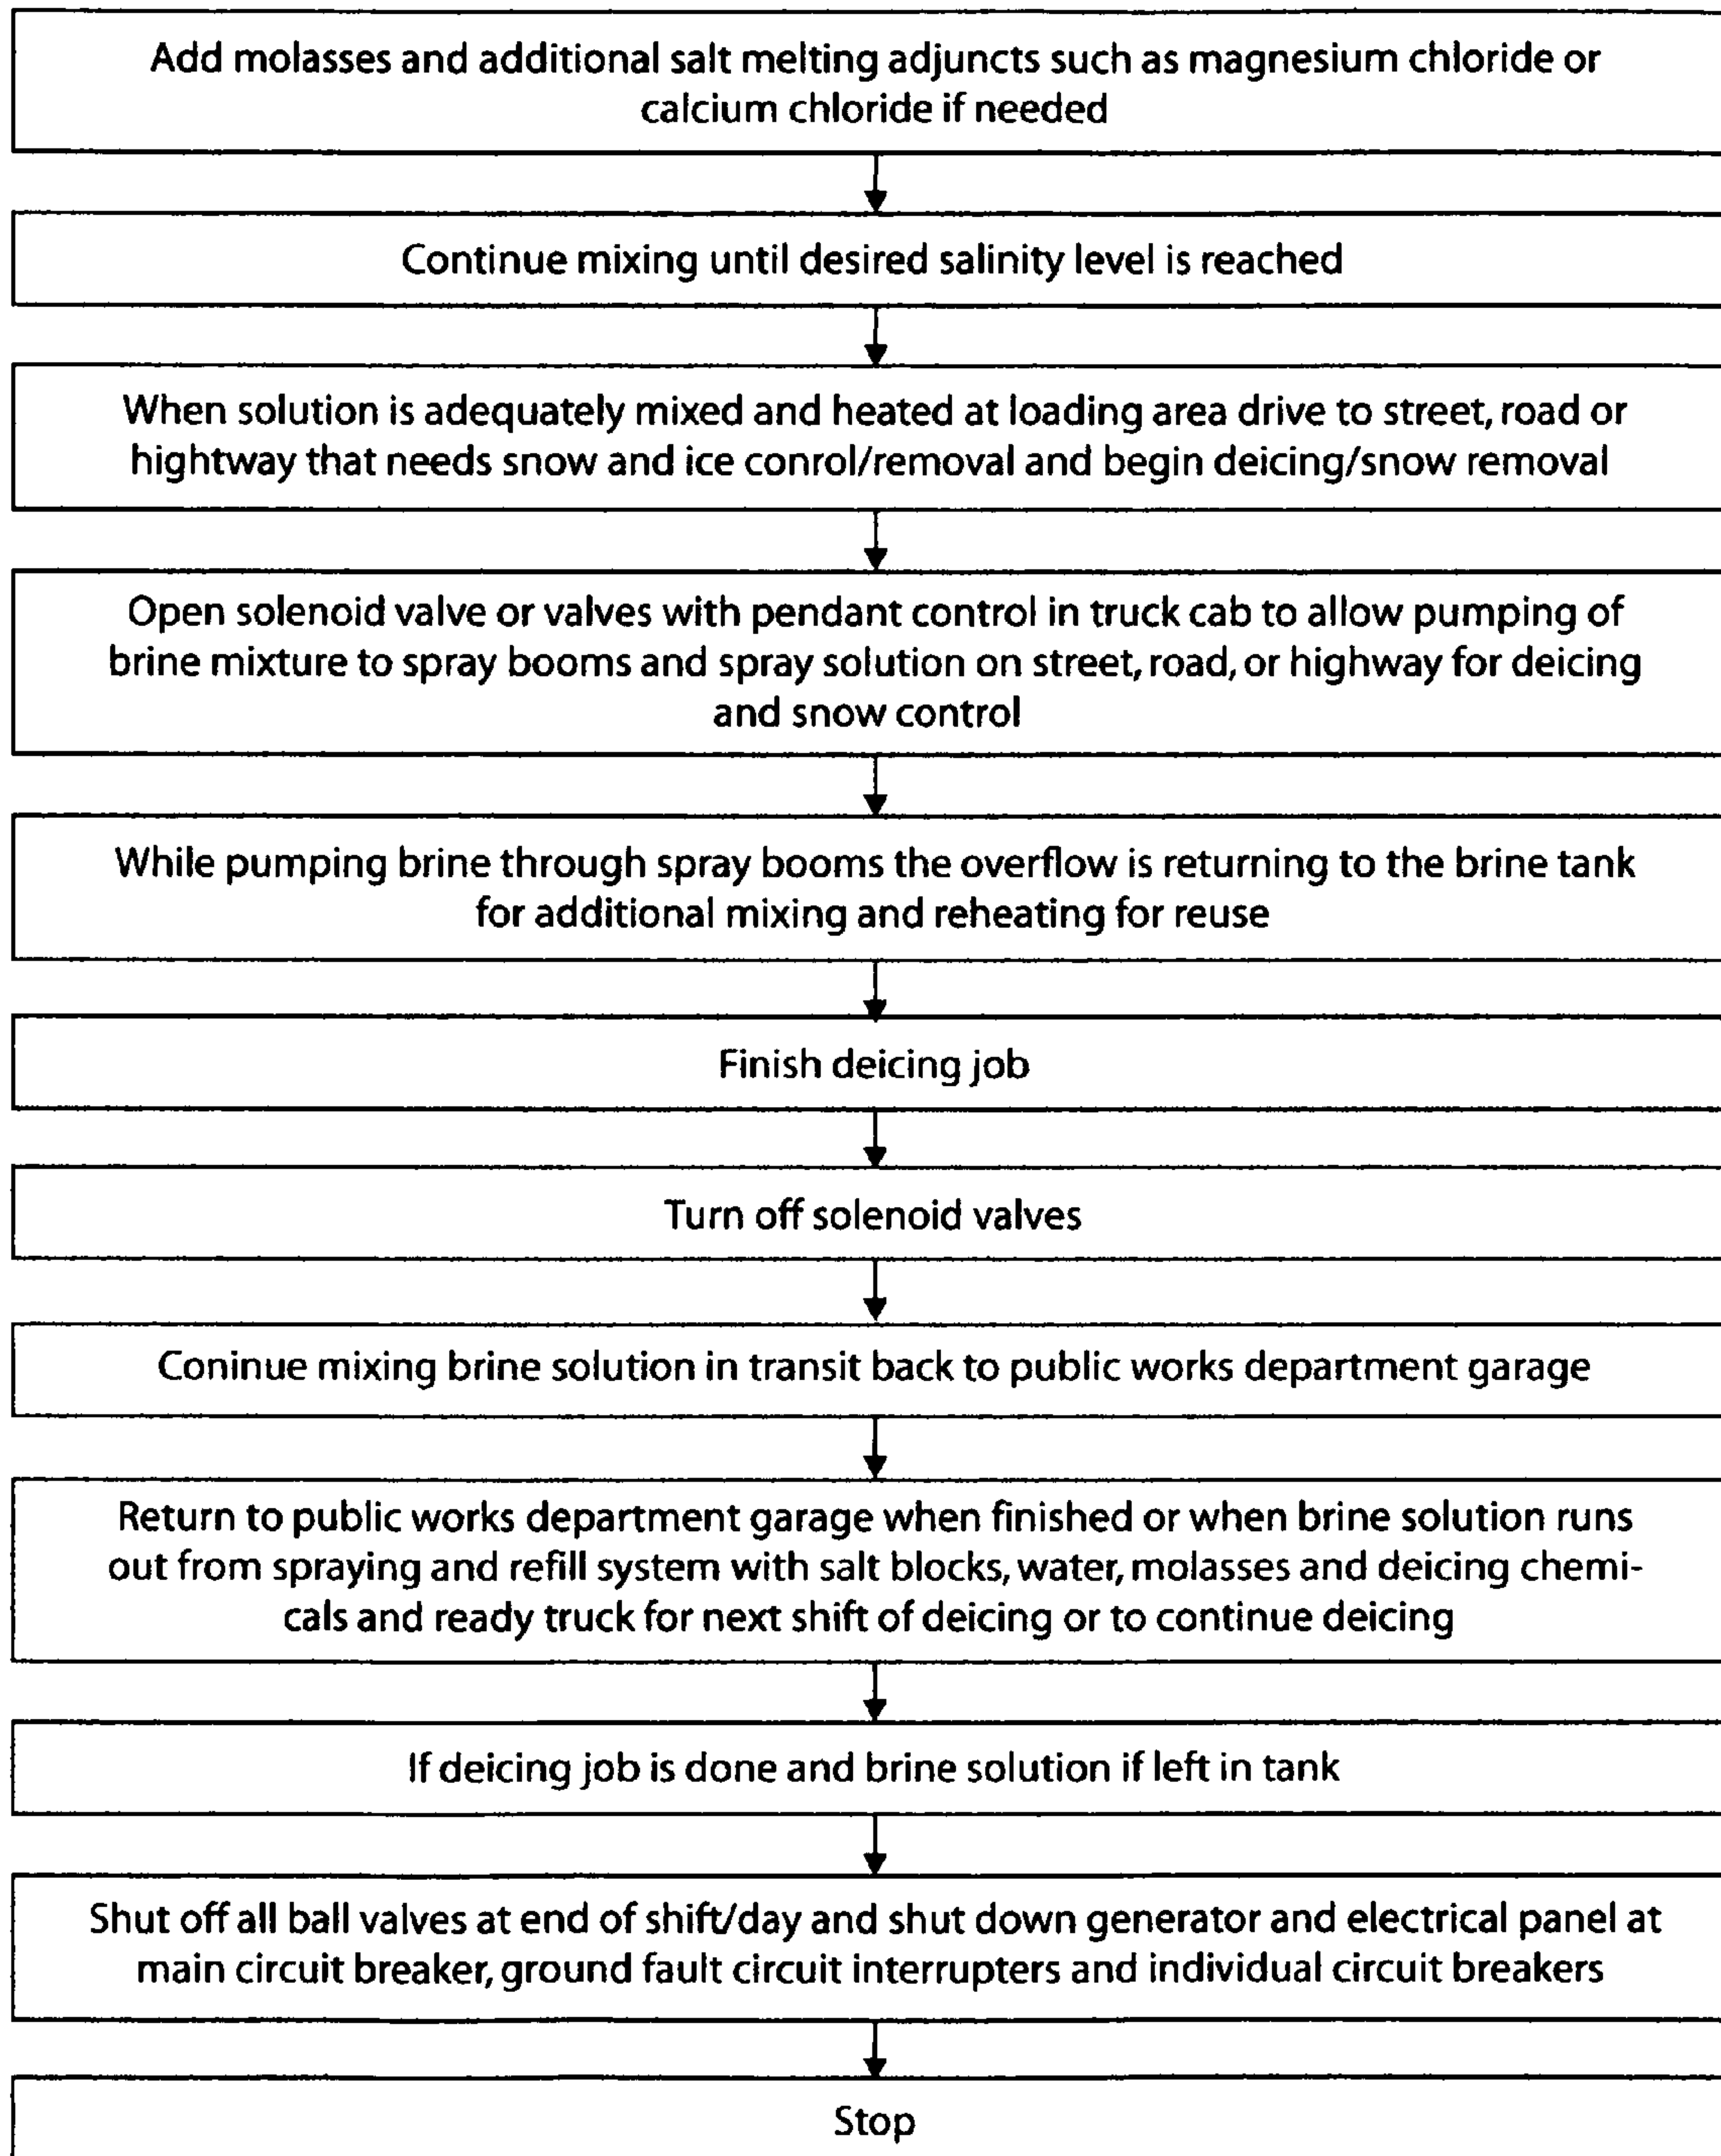 Add molasses and additional salt melting adjuncts such as magnesium chloride or
calcium chloride if needed
Continue mixing until desired salinity level is reached
When solution is adequately mixed and heated at loading area drive to street, road or
hightway that needs snow and ice conrol/removal and begin deicing/snow removal
Open solenoid valve or valves with pendant control in truck cab to allow pumping of
brine mixture to spray booms and spray solution on street, road, or highway for deicing
and snow control
While pumping brine through spray booms the overflow is returning to the brine tank
for additional mixing and reheating for reuse
Finish deicing job
Turn off solenoid valves
Coninue mixing brine solution in transit back to public works department garage
Return to public works department garage when finished or when brine solution runs
out from spraying and refill system with salt blocks, water, molasses and deicing chemi-
cals and ready truck for next shift of deicing or to continue deicing
If deicing job is done and brine solution if left in tank
Shut off all ball valves at end of shift/day and shut down generator and electrical panel at
main circuit breaker, ground fault circuit interrupters and individual circuit breakers
Stop